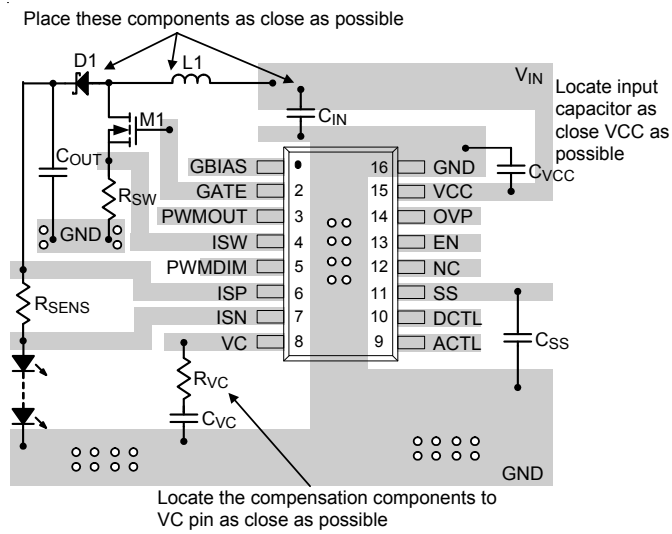 Place these components as close as possible
D1
L1
VIN
Locate input
capacitor as
close VCC as
possible
CIN
M1
COUT
RSW
GND
CVCC
GBIAS
GATE
2
PWMOUT
3
ISW
4
PWMDIM
5
ISP
6
ISN
7
VC
8
16
GND
15
VCC
14
OVP
13
EN
12
NC
11
SS
10
DCTL
9
ACTL
RSENS
CSS
RVC
CVC
GND
Locate the compensation components to
VC pin as close as possible